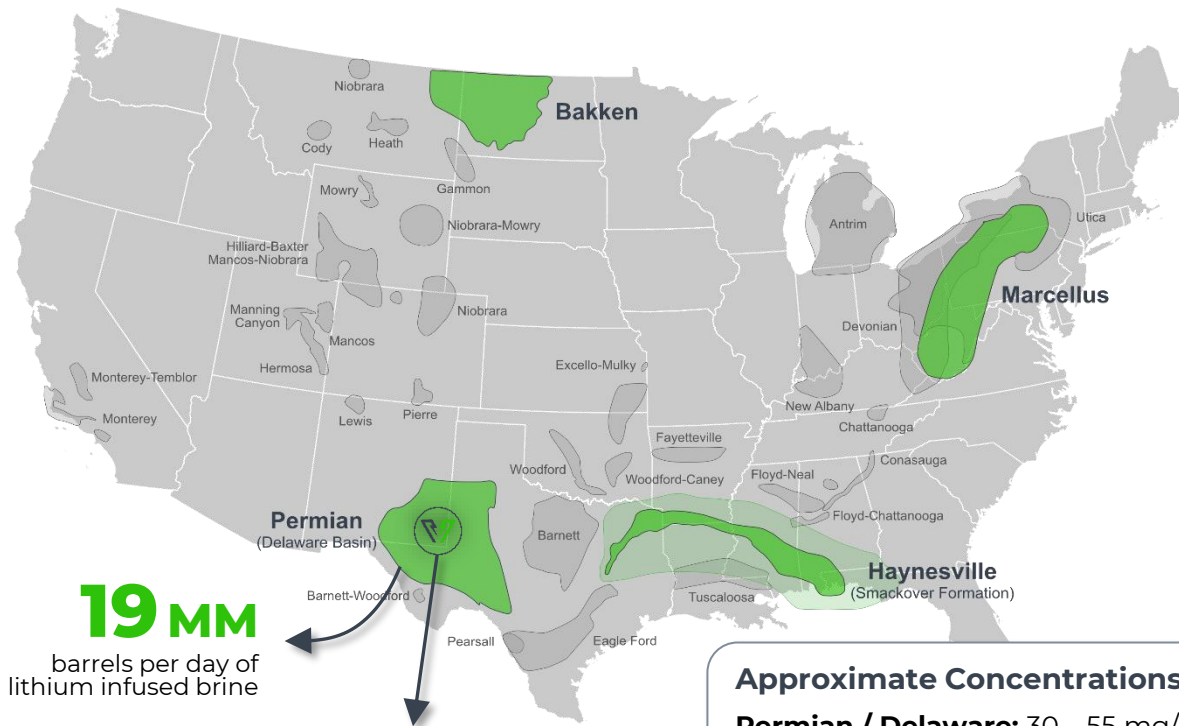 Niobrara
Bakken
Cody
Heath
Mowry
Gammon
Niobrara-Mowry
Antrim
Utica
Hilliard-Baxter
Mancos-Niobrara
Marcellus
Manning
Canyon
Niobrara
Mancos
Devonian
Hermosa
Excello-Mulky
Monterey-Temblor
Monterey
Lewis
Pierre
New Albany
Chattanooga
Fayetteville
Woodford
Woodford-Caney
Floyd-Neal
Conasauga
Permian
(Delaware Basin)
Barnett
Floyd-Chattanooga
Haynesville
(Smackover Formation)
19 MM
barrels per day of
lithium infused brine
Barnett-Woodford
Tuscaloosa
Pearsall
Eagle Ford
Approximate Concentrations
Permian / Delaware: 30 - 55 mg/